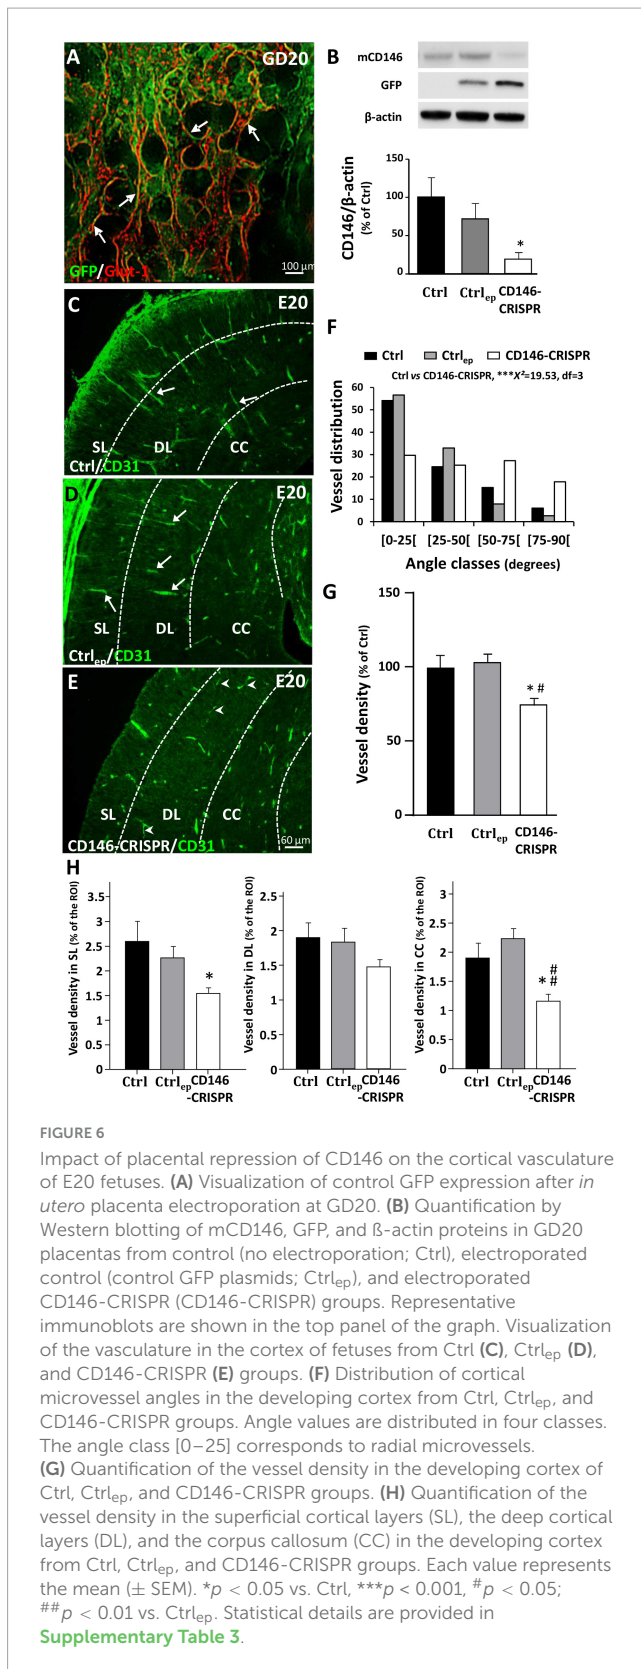 A
GD20
GFP/Glut-1
100 µm
B
mCD146
GFP
β-actin
CD146/β-actin
(% of Ctrl)
150
100
50
0
*
Ctrl
Ctrlep
CD146-
CRISPR
C
E20
SL
DL
CC
Ctrl/CD31
D
E20
SL
DL
CC
Ctrlep/CD31
E
E20
SL
DL
CC
CD146-CRISPR/CD31
60 µm
F
Ctrl
Ctrlep
CD146-CRISPR
Ctrl vs CD146-CRISPR, ***X²=19.53, df=3
Vessel distribution
60
50
40
30
20
10
0
[0-25[
[25-50[
[50-75[
[75-90[
Angle classes (degrees)
G
Vessel density (% of Ctrl)
150
100
50
0
* #
Ctrl
Ctrlep
CD146-
CRISPR
H
Vessel density in SL (% of the ROI)
3
2.5
2
1.5
1
0.5
0
*
Ctrl
Ctrlep
CD146
-CRISPR
Vessel density in DL (% of the ROI)
2.5
2
1.5
1
0.5
0
Ctrl
Ctrlep
CD146
-CRISPR
Vessel density in CC (% of the ROI)
3
2.5
2
1.5
1
0.5
0
* ##
Ctrl
Ctrlep
CD146
-CRISPR
FIGURE 6
Impact of placental repression of CD146 on the cortical vasculature
of E20 fetuses. (A) Visualization of control GFP expression after in
utero placenta electroporation at GD20. (B) Quantification by
Western blotting of mCD146, GFP, and ß-actin proteins in GD20
placentas from control (no electroporation; Ctrl), electroporated
control (control GFP plasmids; Ctrlep), and electroporated
CD146-CRISPR (CD146-CRISPR) groups. Representative
immunoblots are shown in the top panel of the graph. Visualization
of the vasculature in the cortex of fetuses from Ctrl (C), Ctrlep (D),
and CD146-CRISPR (E) groups. (F) Distribution of cortical
microvessel angles in the developing cortex from Ctrl, Ctrlep, and
CD146-CRISPR groups. Angle values are distributed in four classes.
The angle class [0–25] corresponds to radial microvessels.
(G) Quantification of the vessel density in the developing cortex of
Ctrl, Ctrlep, and CD146-CRISPR groups. (H) Quantification of the
vessel density in the superficial cortical layers (SL), the deep cortical
layers (DL), and the corpus callosum (CC) in the developing cortex
from Ctrl, Ctrlep, and CD146-CRISPR groups. Each value represents
the mean (± SEM). *p < 0.05 vs. Ctrl, ***p < 0.001, #p < 0.05;
##p < 0.01 vs. Ctrlep. Statistical details are provided in
Supplementary Table 3.